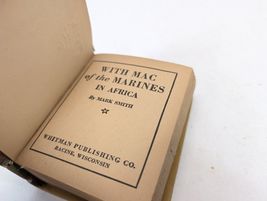 WITH MAC
of the MARINES
IN AFRICA
By MARK SMITH
WHITMAN PUBLISHING CO.
RACINE, WISCONSIN